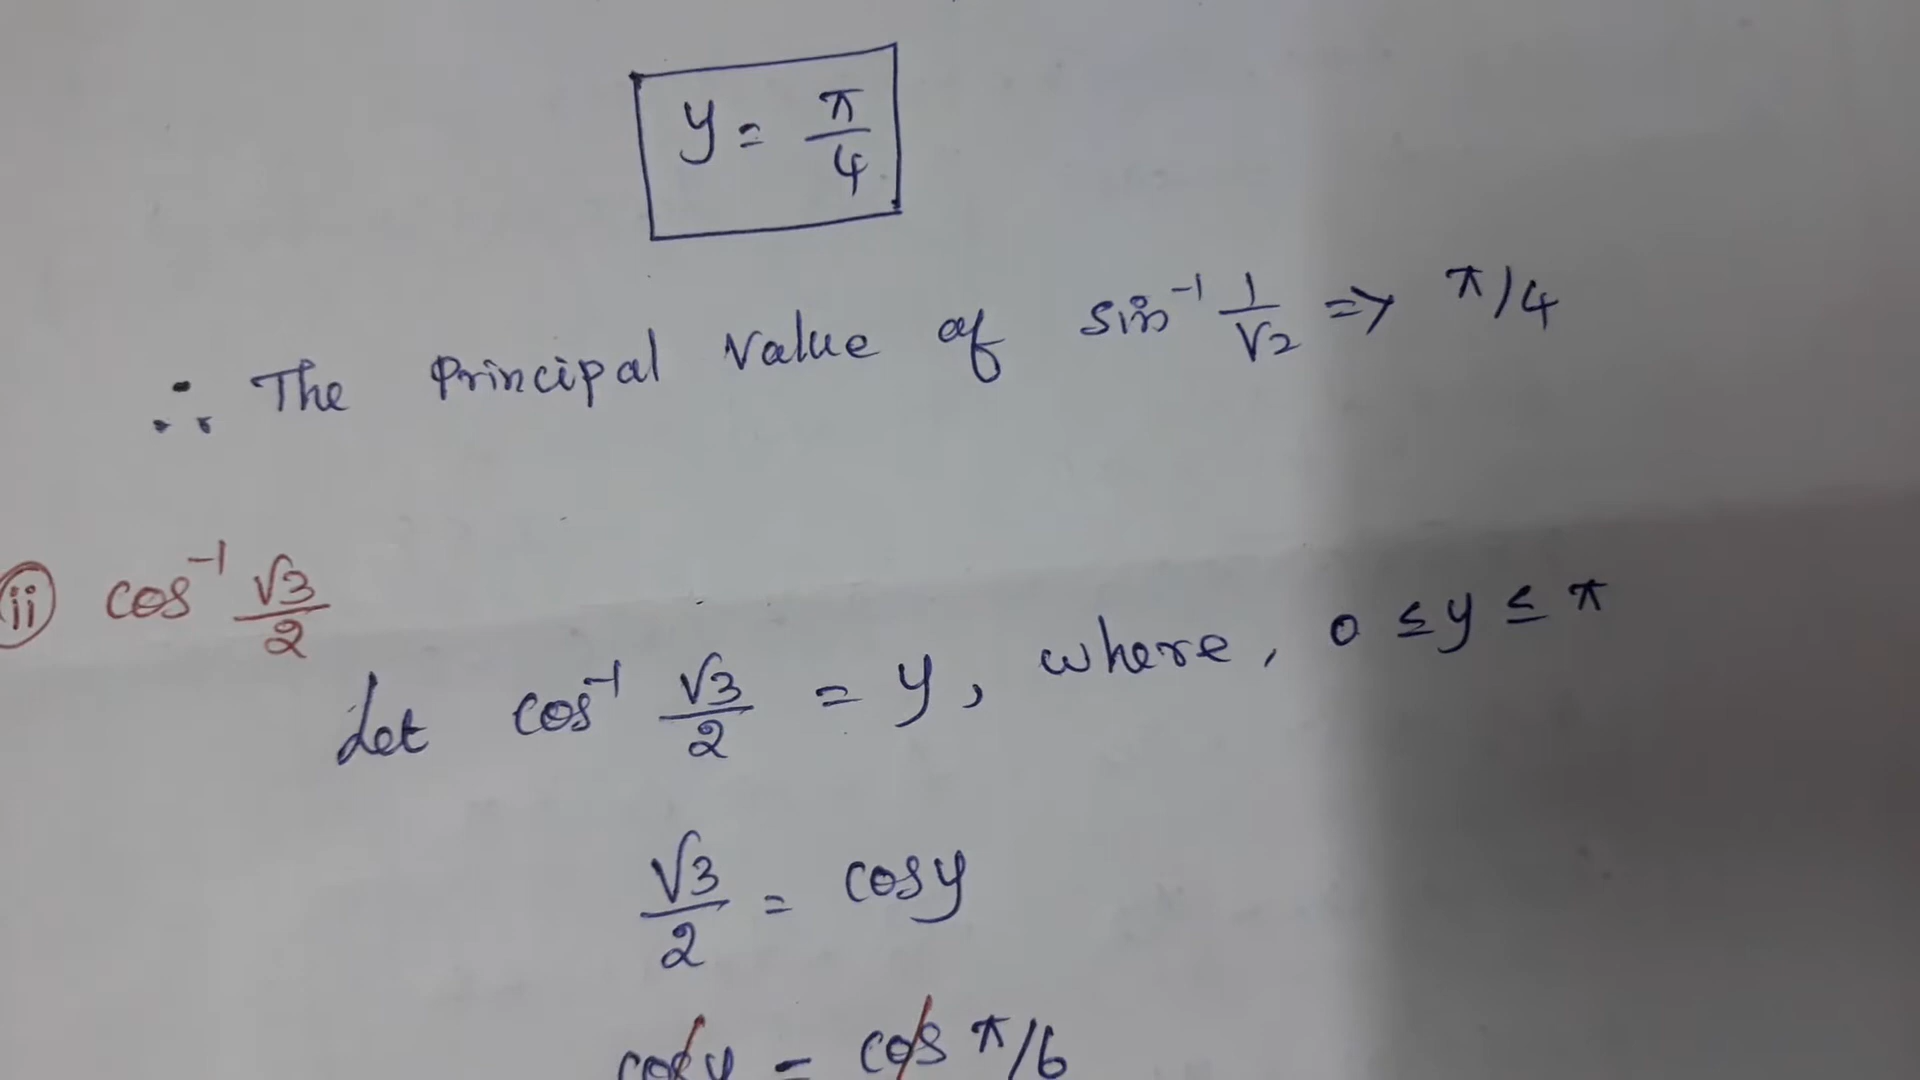 y = π/4
∴ The Principal Value of sin⁻¹ 1/√2 => π/4
(ii) cos⁻¹ √3/2
Let cos⁻¹ √3/2 = y, where, 0 ≤ y ≤ π
√3/2 = cos y
cos y = cos π/6